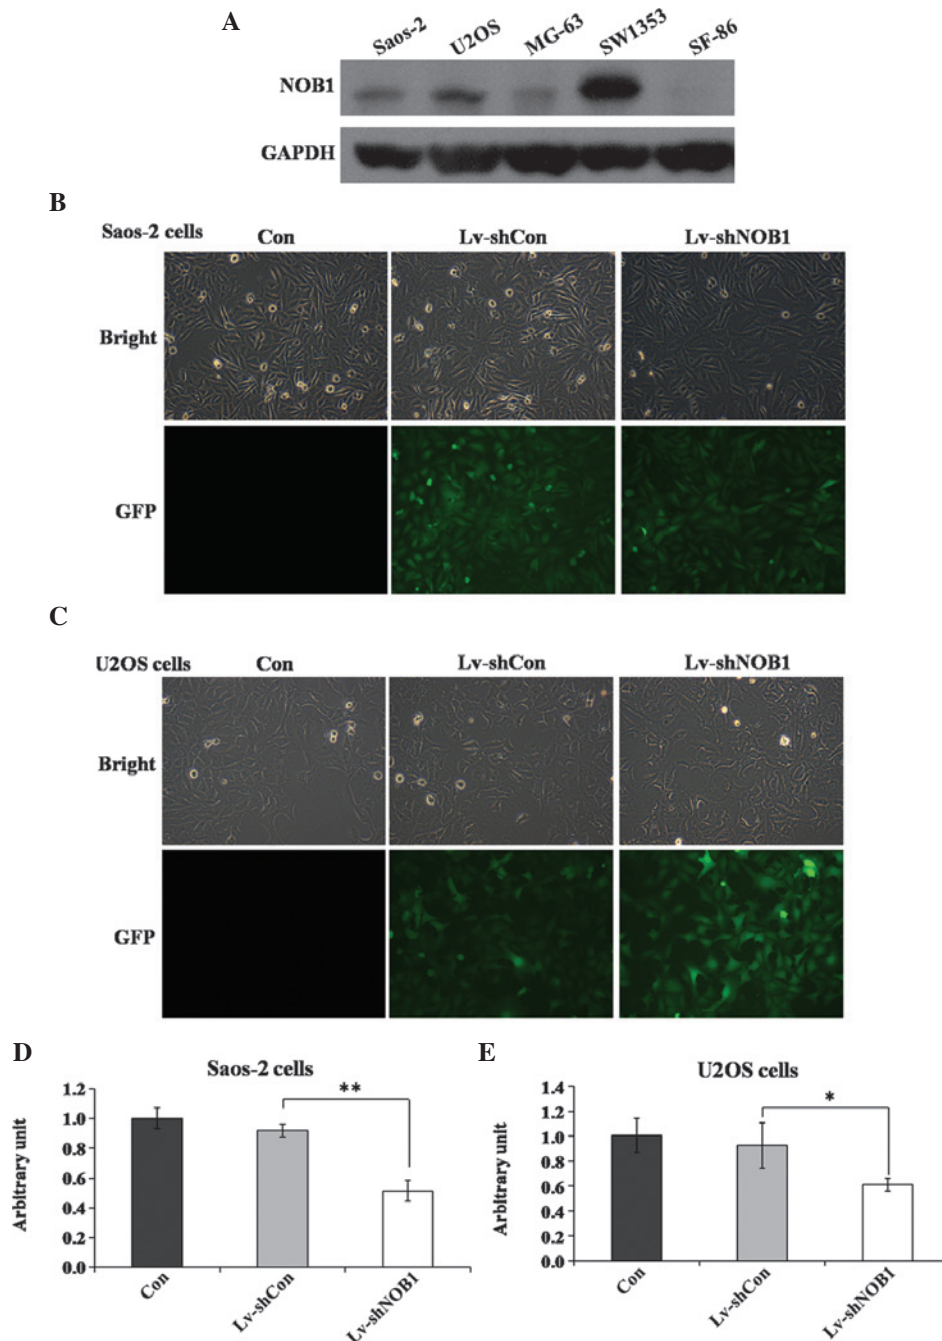 A
Saos-2 U2OS MG-63 SW1353 SF-86
NOB1
GAPDH
B
Saos-2 cells Con Lv-shCon Lv-shNOB1
Bright
GFP
C
U2OS cells Con Lv-shCon Lv-shNOB1
Bright
GFP
D
Saos-2 cells
Arbitrary unit
1.2
1.0
0.8
0.6
0.4
0.2
0.0
**
Con Lv-shCon Lv-shNOB1
E
U2OS cells
Arbitrary unit
1.4
1.2
1.0
0.8
0.6
0.4
0.2
0.0
*
Con Lv-shCon Lv-shNOB1